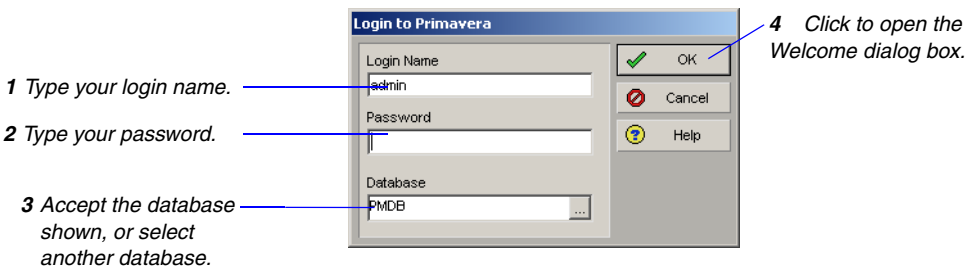 Login to Primavera
Login Name
admin
Password
Database
PMDB
...
OK
Cancel
Help
1 Type your login name.
2 Type your password.
3 Accept the database
shown, or select
another database.
4 Click to open the
Welcome dialog box.